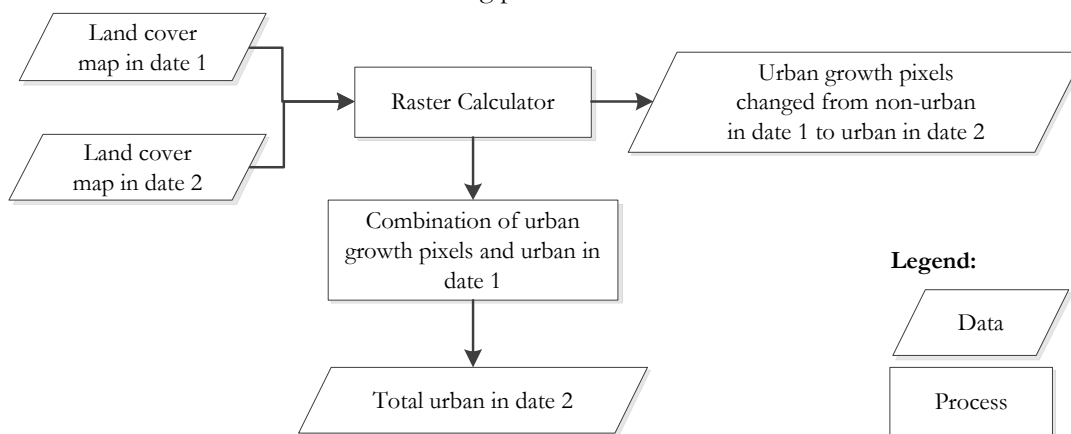 Land cover
map in date 1
Land cover
map in date 2
Raster Calculator
Urban growth pixels
changed from non-urban
in date 1 to urban in date 2
Combination of urban
growth pixels and urban in
date 1
Total urban in date 2
Legend:
Data
Process